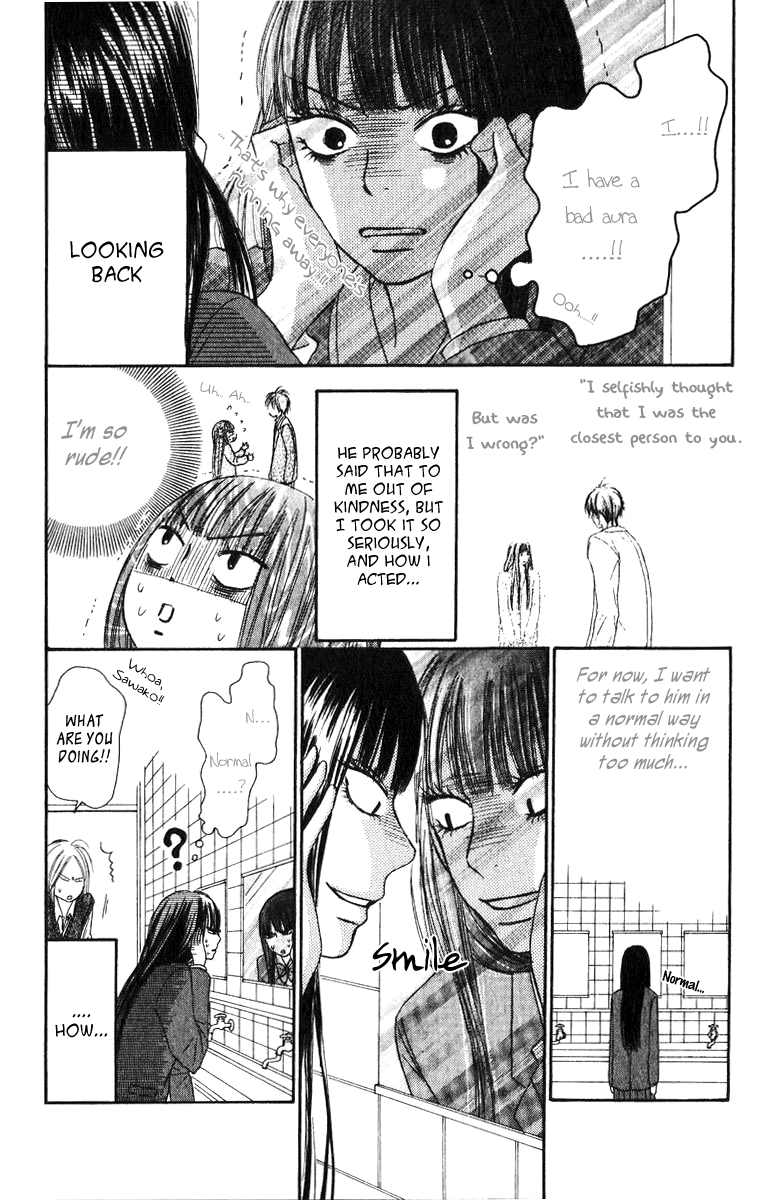 I...!!
I have a
bad aura
.....!!
Ooh...!!
That's why everyone's
running away...!!
LOOKING
BACK
"I selfishly thought
that I was the
closest person to you.
But was
I wrong?"
HE PROBABLY
SAID THAT TO
ME OUT OF
KINDNESS, BUT
I TOOK IT SO
SERIOUSLY,
AND HOW I
ACTED...
Uh.. Ah..
I'm so
rude!!
For now, I want
to talk to him in
a normal way
without thinking
too much...
Normal...
Smile
N...
Normal
....?
?
Whoa,
Sawako!!
WHAT
ARE YOU
DOING!!
....
HOW...